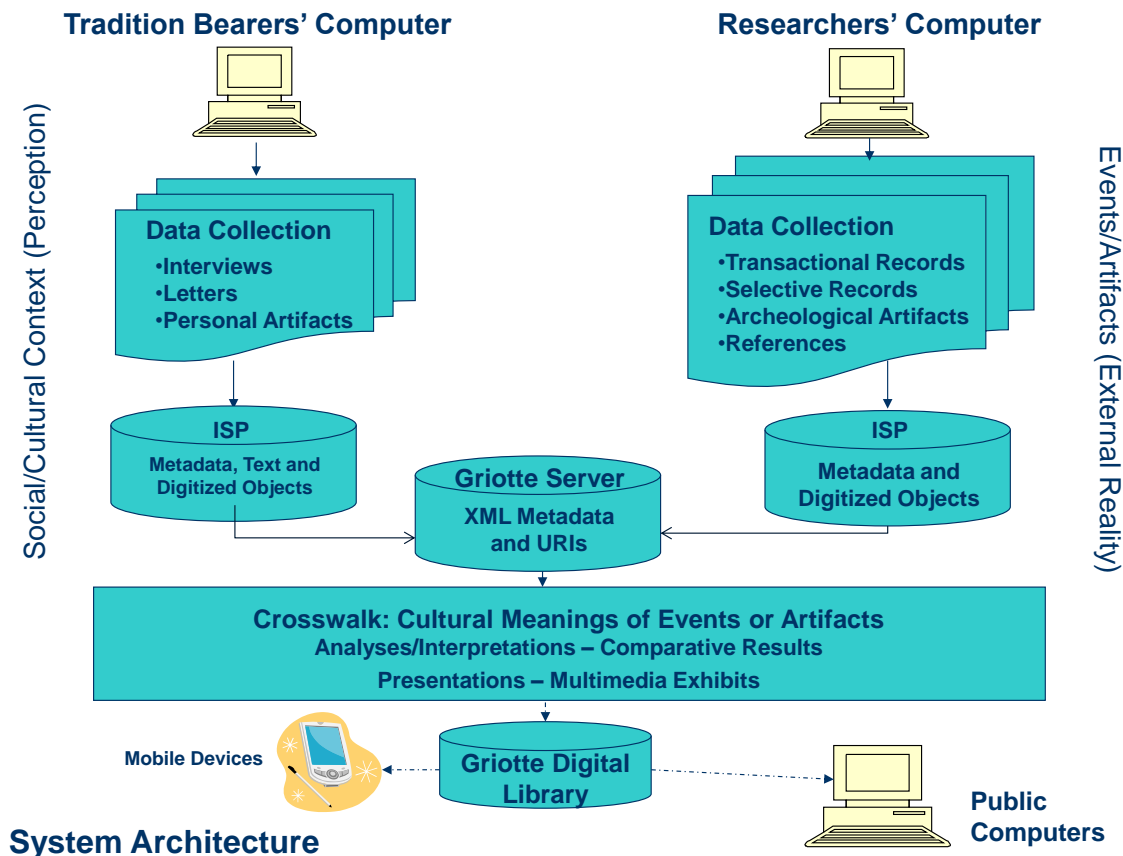 Tradition Bearers’ Computer
Researchers’ Computer
Social/Cultural Context (Perception)
Events/Artifacts (External Reality)
Data Collection
•Interviews
•Letters
•Personal Artifacts
Data Collection
•Transactional Records
•Selective Records
•Archeological Artifacts
•References
ISP
Metadata, Text and
Digitized Objects
ISP
Metadata and
Digitized Objects
Griotte Server
XML Metadata
and URIs
Crosswalk: Cultural Meanings of Events or Artifacts
Analyses/Interpretations – Comparative Results
Presentations – Multimedia Exhibits
Mobile Devices
Griotte Digital
Library
Public
Computers
System Architecture